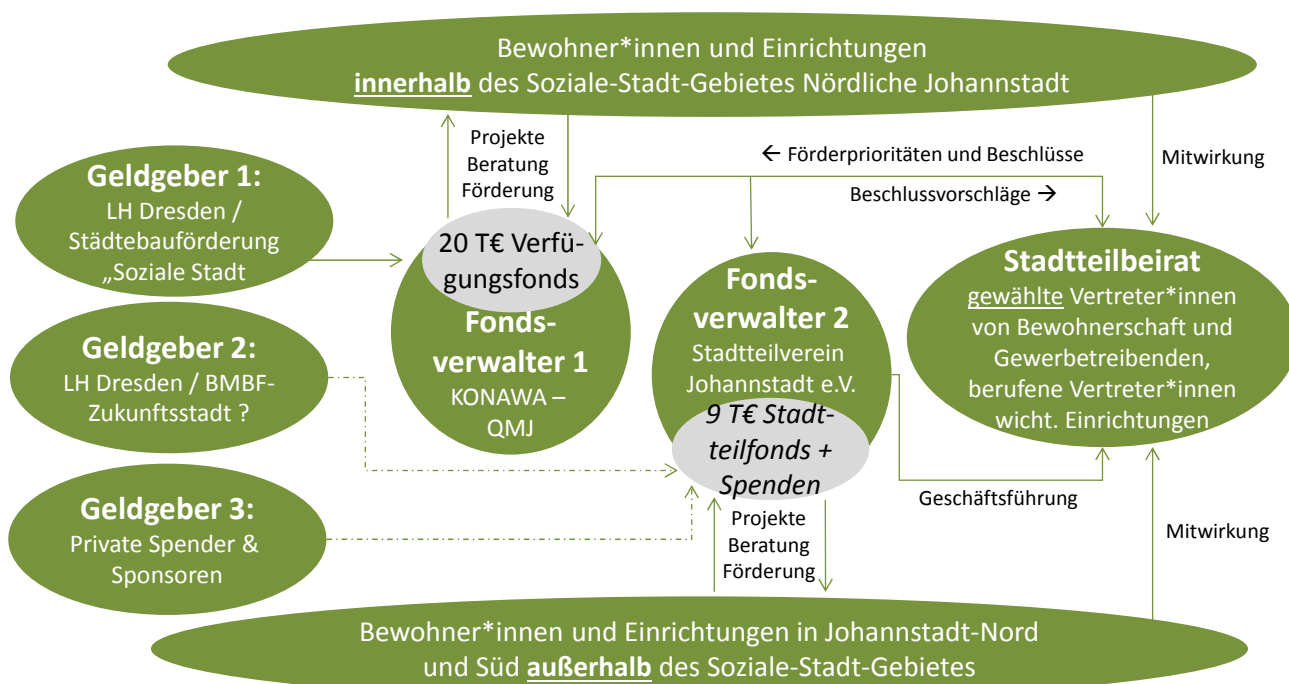 Bewohner*innen und Einrichtungen
innerhalb des Soziale-Stadt-Gebietes Nördliche Johannstadt
Projekte
Beratung
Förderung
← Förderprioritäten und Beschlüsse
Beschlussvorschläge →
Mitwirkung
Geldgeber 1:
LH Dresden /
Städtebauförderung
„Soziale Stadt
20 T€ Verfü-
gungsfonds
Fonds-
verwalter 1
KONAWA –
QMJ
Fonds-
verwalter 2
Stadtteilverein
Johannstadt e.V.
9 T€ Stadt-
teilfonds +
Spenden
Stadtteilbeirat
gewählte Vertreter*innen
von Bewohnerschaft und
Gewerbetreibenden,
berufene Vertreter*innen
wicht. Einrichtungen
Geldgeber 2:
LH Dresden / BMBF-
Zukunftsstadt ?
Geldgeber 3:
Private Spender &
Sponsoren
Geschäftsführung
Projekte
Beratung
Förderung
Mitwirkung
Bewohner*innen und Einrichtungen in Johannstadt-Nord
und Süd außerhalb des Soziale-Stadt-Gebietes